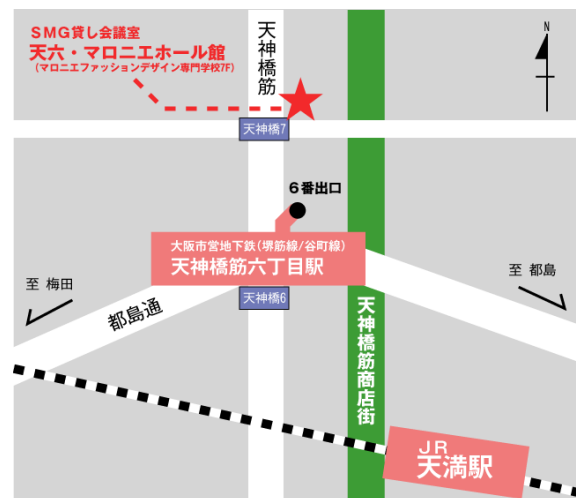 SMG貸し会議室
天六・マロニエホール館
(マロニエファッションデザイン専門学校7F)
天神橋筋
N
天神橋7
6番出口
大阪市営地下鉄(堺筋線/谷町線)
天神橋筋六丁目駅
至 梅田
至 都島
天神橋6
都島通
天神橋筋商店街
JR
天満駅